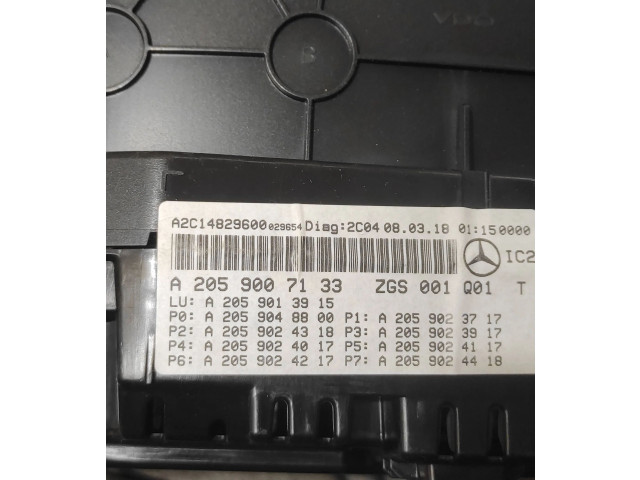 VDO
B
A2C14829600 029654 Diag:2C04 08.03.18 01:150000
IC2
A 205 900 71 33 ZGS 001 Q01 T
LU: A 205 901 39 15
P0: A 205 904 88 00 P1: A 205 902 37 17
P2: A 205 902 43 18 P3: A 205 902 39 17
P4: A 205 902 40 17 P5: A 205 902 41 17
P6: A 205 902 42 17 P7: A 205 902 44 18